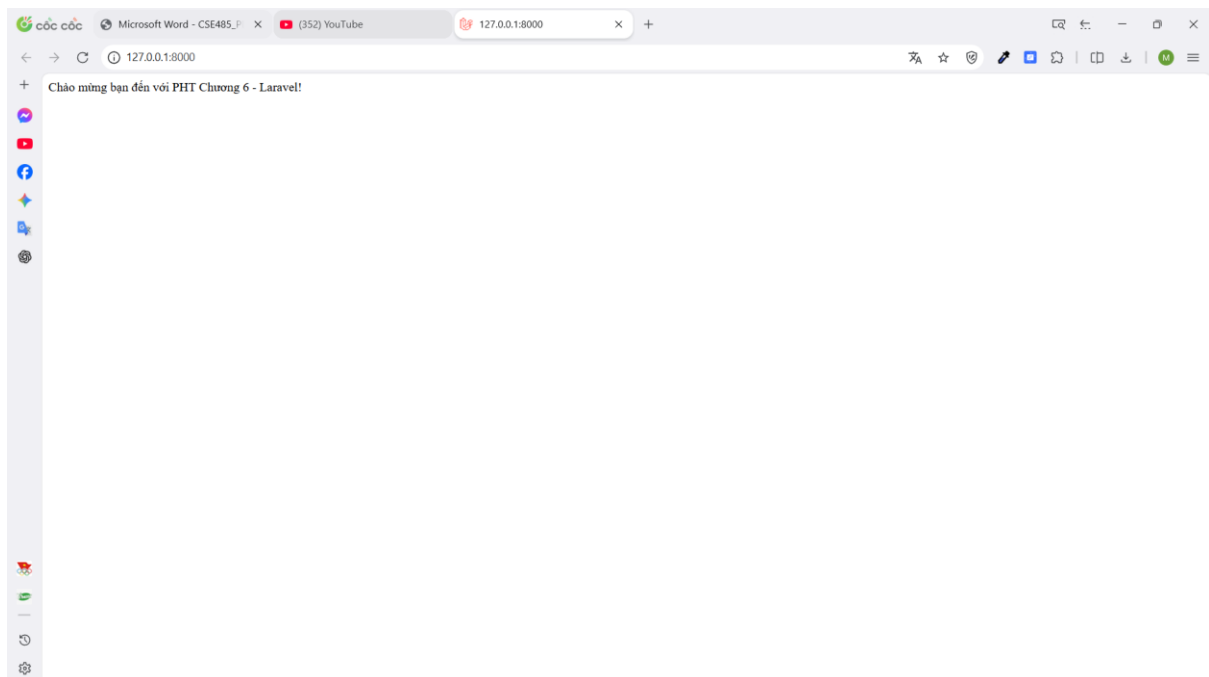 cốc cốc
Microsoft Word - CSE485_P
(352) YouTube
127.0.0.1:8000
127.0.0.1:8000
M
Chào mừng bạn đến với PHT Chương 6 - Laravel!